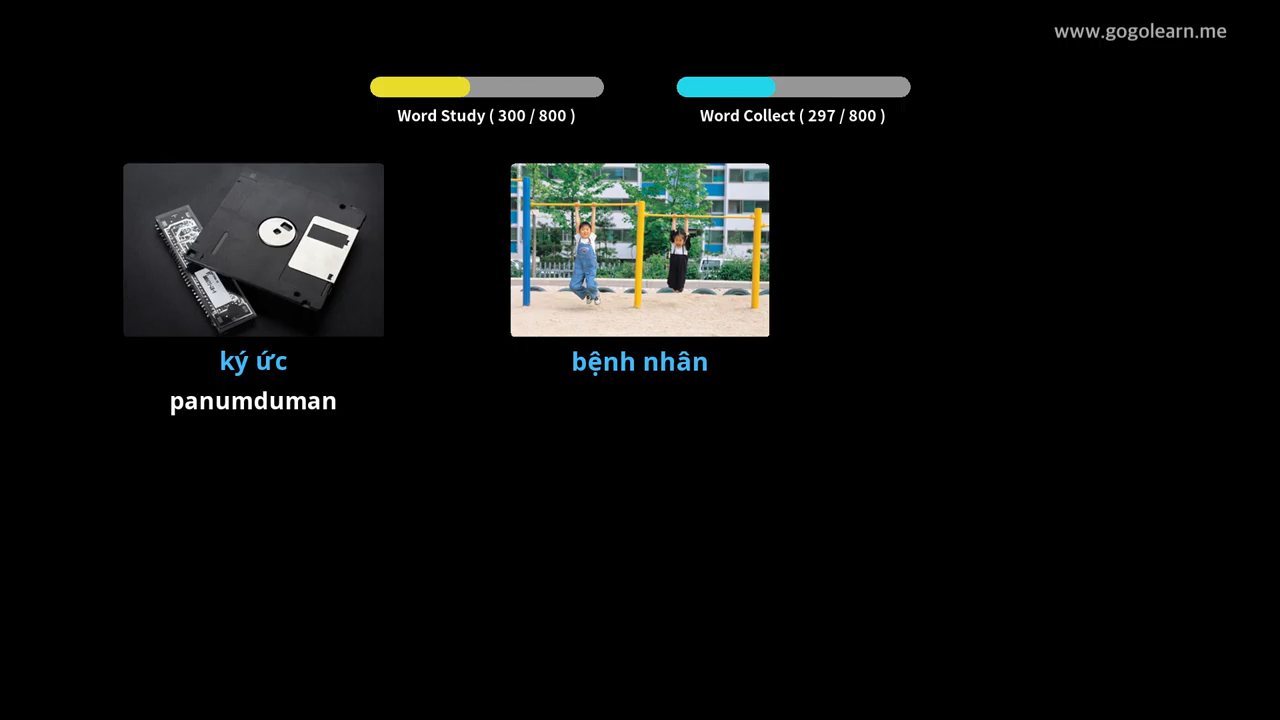 www.gogolearn.me
Word Study ( 300 / 800 )
Word Collect ( 297 / 800 )
ký ức
bệnh nhân
panumduman